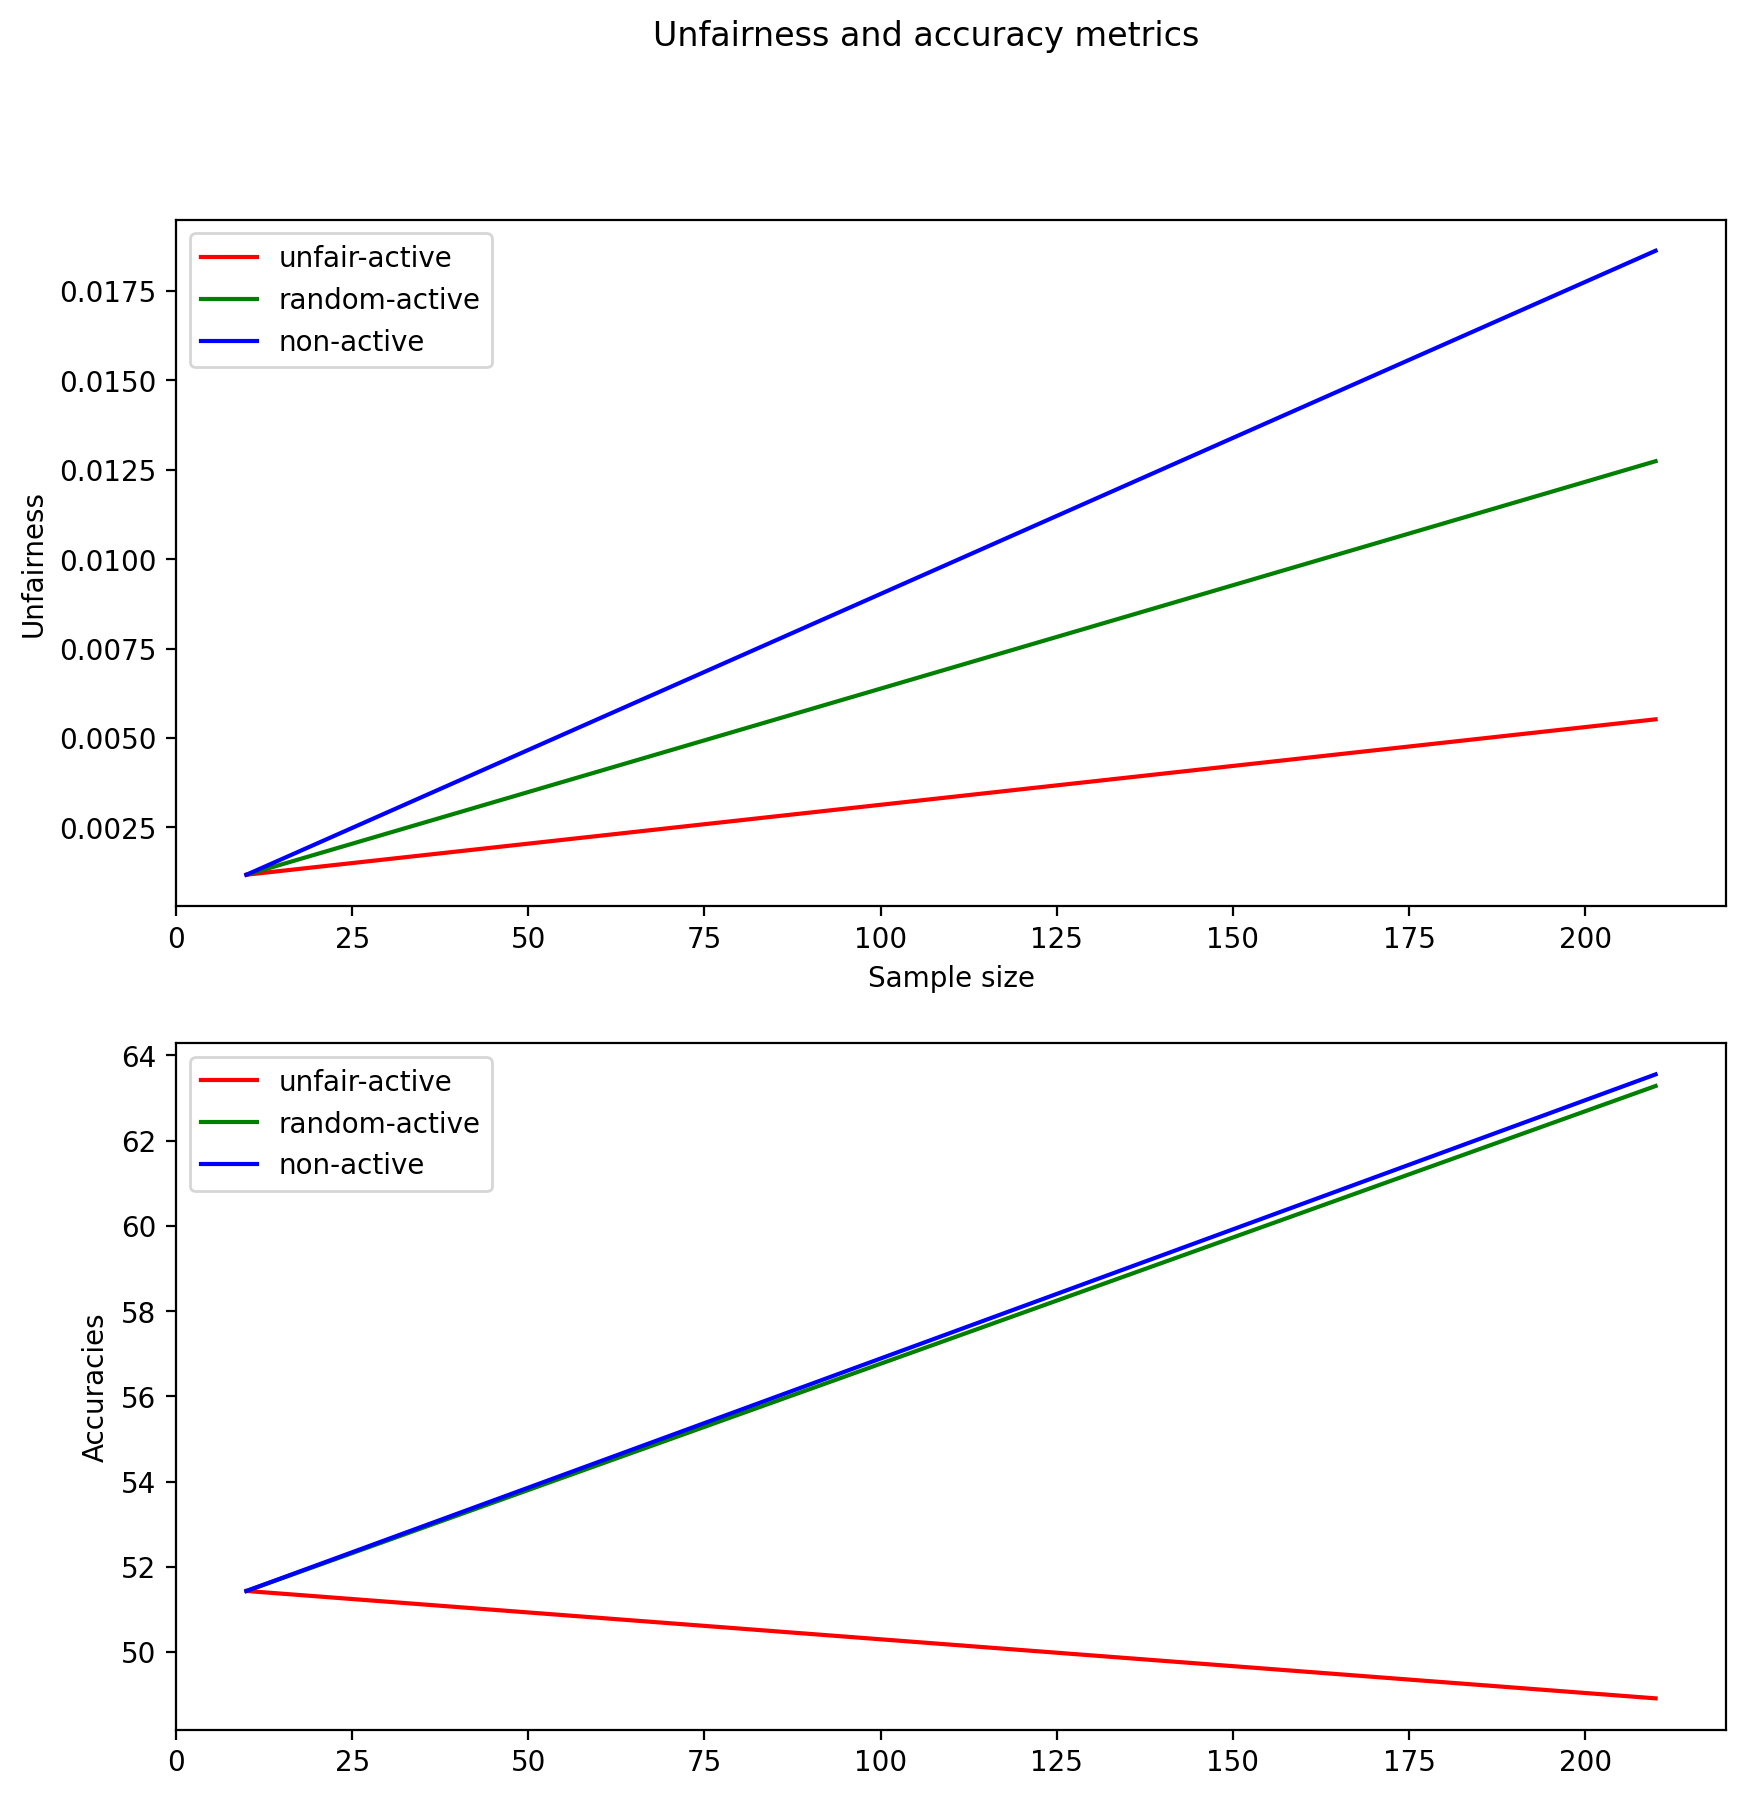 Unfairness and accuracy metrics
unfair-active
random-active
non-active
0.0175
0.0150
0.0125
0.0100
0.0075
0.0050
0.0025
Unfairness
0 25 50 75 100 125 150 175 200
Sample size
unfair-active
random-active
non-active
64
62
60
58
56
54
52
50
Accuracies
0 25 50 75 100 125 150 175 200